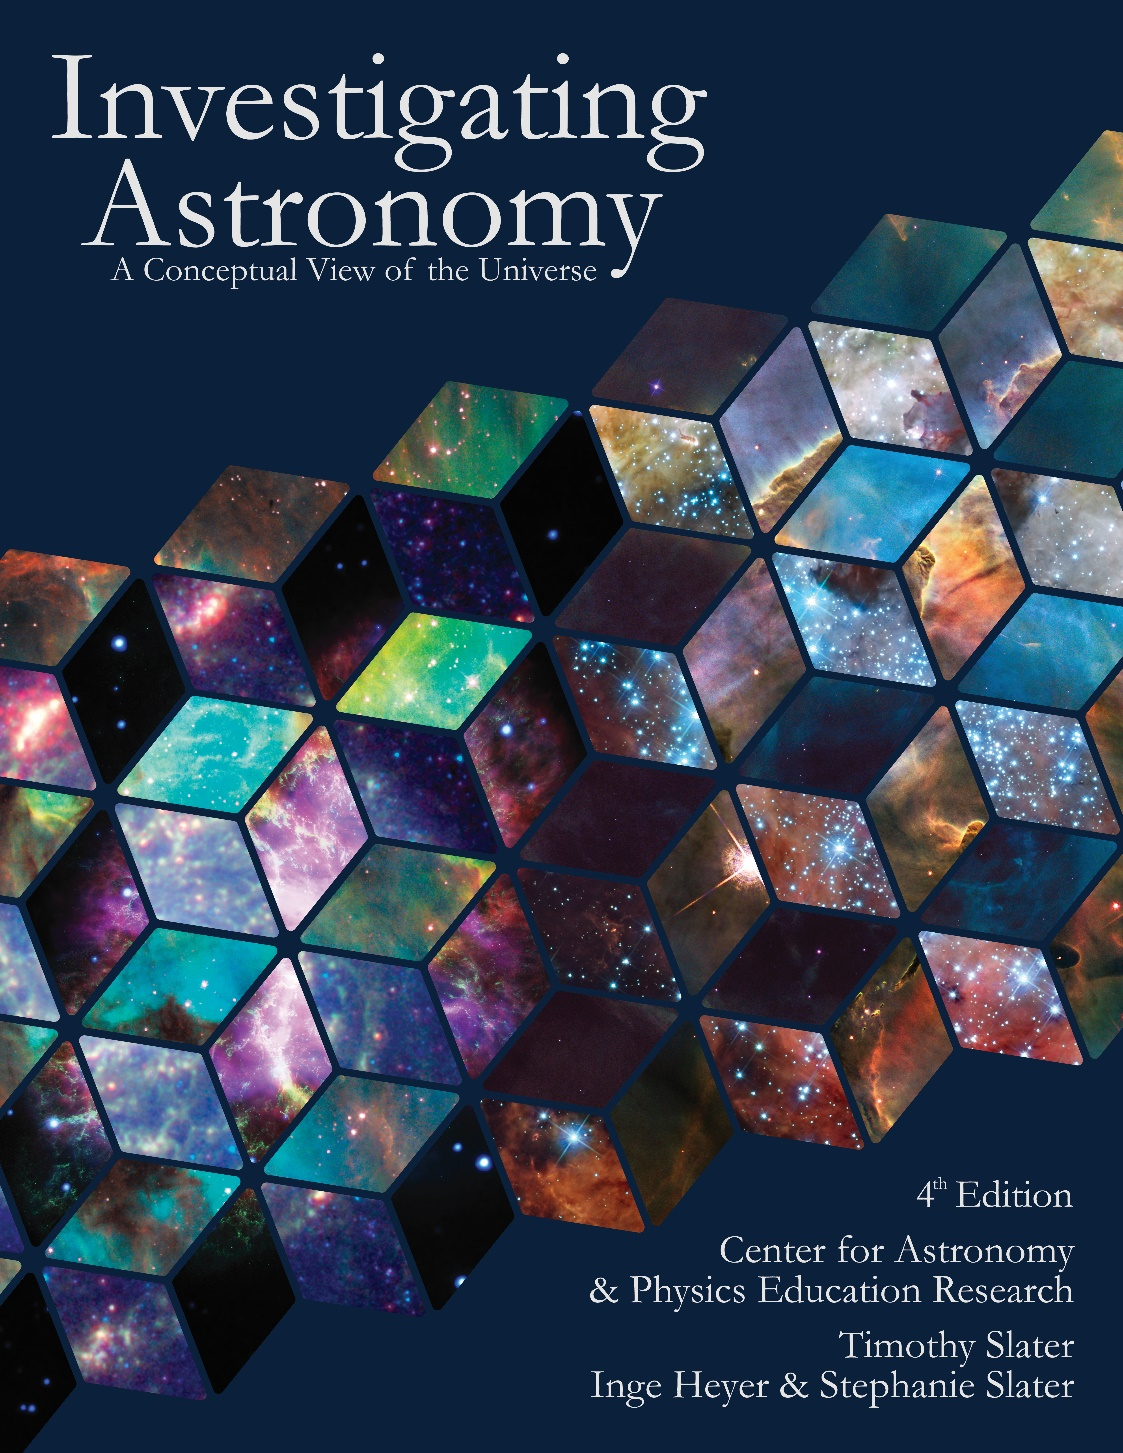 Investigating
Astronomy
A Conceptual View of the Universe
4th Edition
Center for Astronomy
& Physics Education Research
Timothy Slater
Inge Heyer & Stephanie Slater